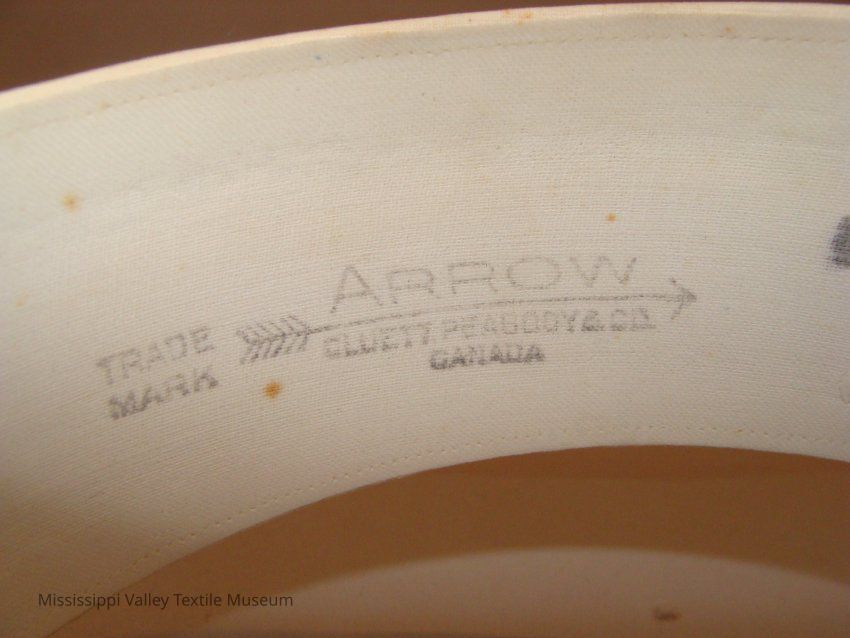 ARROW
TRADE
MARK
CLUETT, PEABODY & CO.
CANADA
Mississippi Valley Textile Museum